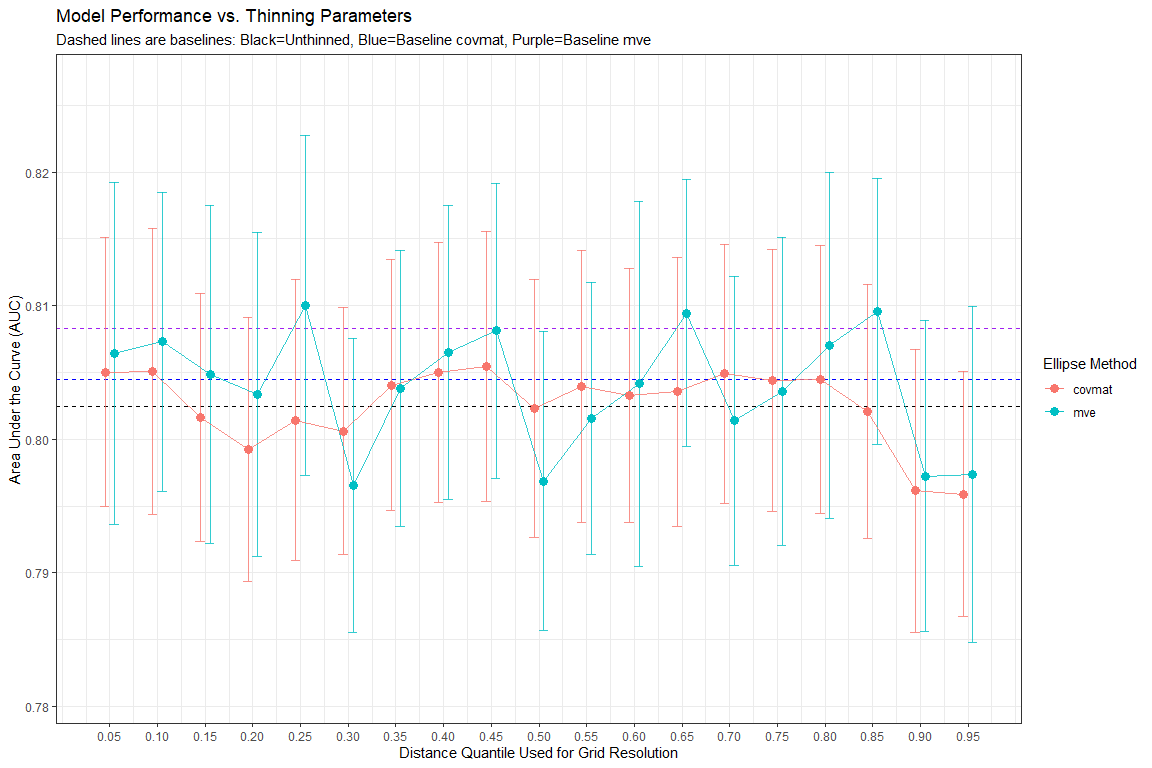 Model Performance vs. Thinning Parameters
Dashed lines are baselines: Black=Unthinned, Blue=Baseline covmat, Purple=Baseline mve
Area Under the Curve (AUC)
0.82
0.81
0.80
0.79
0.78
0.05 0.10 0.15 0.20 0.25 0.30 0.35 0.40 0.45 0.50 0.55 0.60 0.65 0.70 0.75 0.80 0.85 0.90 0.95
Distance Quantile Used for Grid Resolution
Ellipse Method
covmat
mve